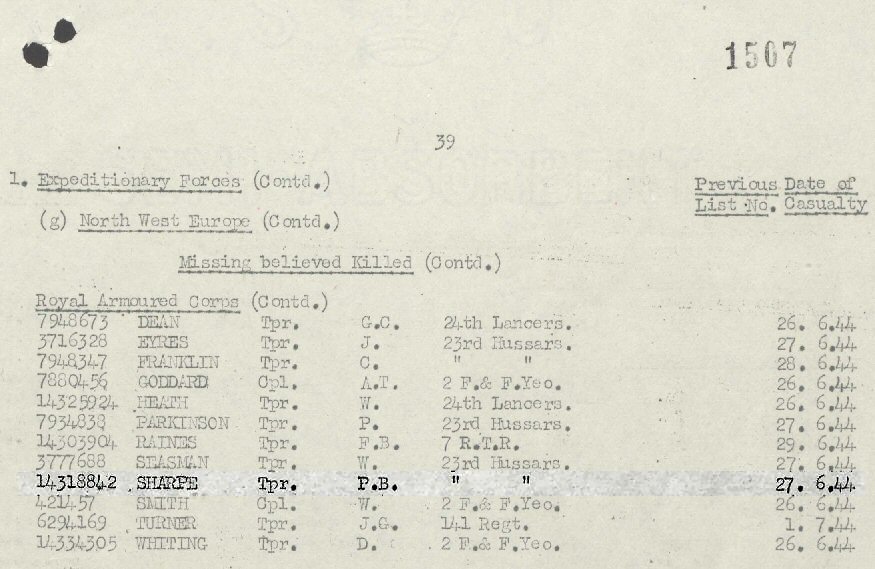 1507
39
1. Expeditionary Forces (Contd.) Previous Date of
List No. Casualty
(g) North West Europe (Contd.)
Missing believed Killed (Contd.)
Royal Armoured Corps (Contd.)
7948673 DEAN Tpr. G.C. 24th Lancers. 26. 6.44
3716328 EYRES Tpr. J. 23rd Hussars. 27. 6.44
7948347 FRANKLIN Tpr. C. " " 28. 6.44
7880456 GODDARD Cpl. A.T. 2 F.& F.Yeo. 26. 6.44
14325924 HEATH Tpr. W. 24th Lancers. 26. 6.44
7934838 PARKINSON Tpr. P. 23rd Hussars. 27. 6.44
14303904 RAINES Tpr. F.B. 7 R.T.R. 29. 6.44
3777688 SEASMAN Tpr. W. 23rd Hussars. 27. 6.44
14318842 SHARPE Tpr. P.B. " " 27. 6.44
421457 SMITH Cpl. W. 2 F.& F.Yeo. 26. 6.44
6294169 TURNER Tpr. J.G. 141 Regt. 1. 7.44
14334305 WHITING Tpr. D. 2 F.& F.Yeo. 26. 6.44